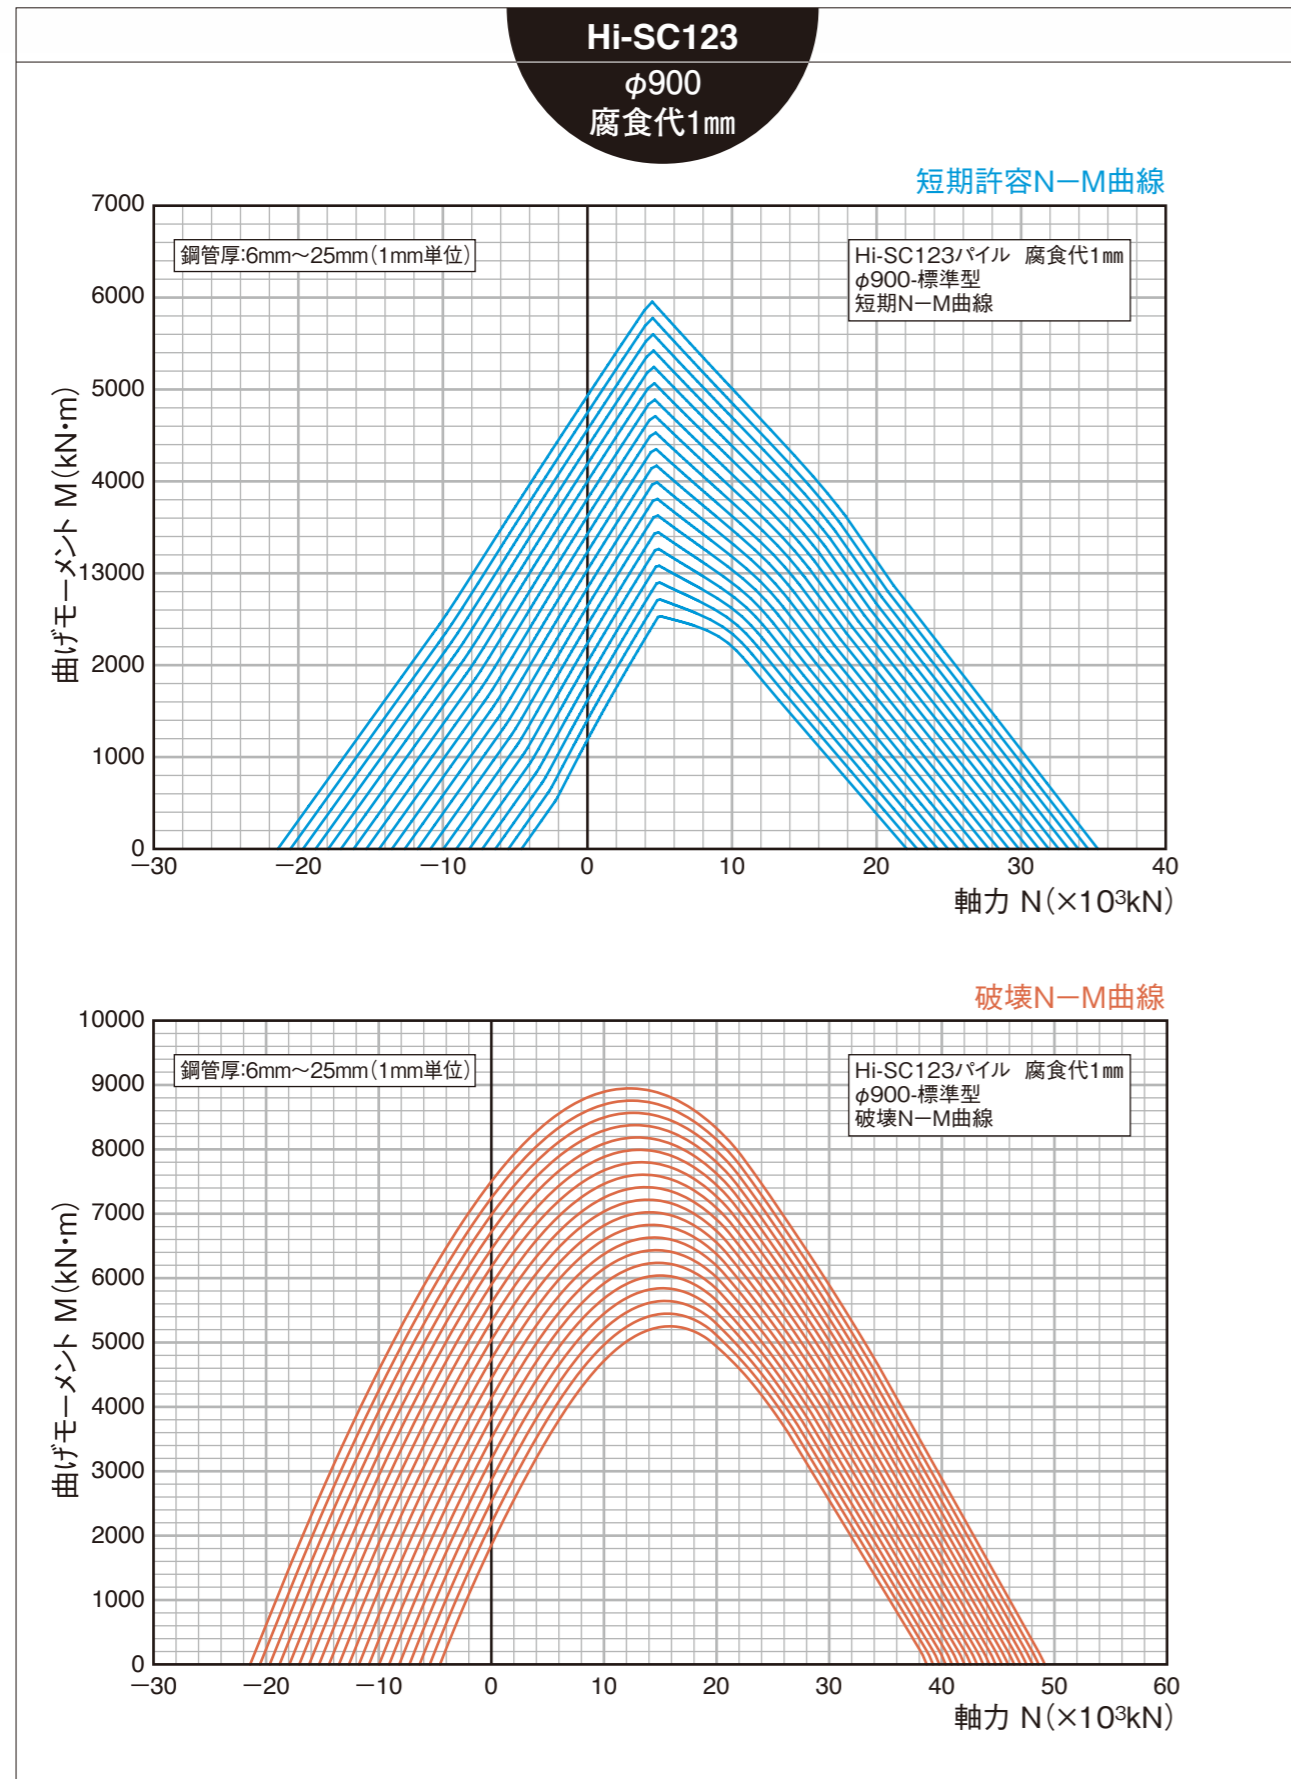 Hi-SC123
φ900
腐食代1㎜
短期許容N－M曲線
7000
鋼管厚:6mm～25mm(1mm単位)
Hi-SC123パイル 腐食代1㎜
φ900-標準型
短期N－M曲線
6000
5000
4000
13000
2000
1000
0
曲げモーメント M(kN・m)
－30
－20
－10
0
10
20
30
40
軸力 N(×10³kN)
破壊N－M曲線
10000
鋼管厚:6mm～25mm(1mm単位)
Hi-SC123パイル 腐食代1㎜
φ900-標準型
破壊N－M曲線
9000
8000
7000
6000
5000
4000
3000
2000
1000
0
曲げモーメント M(kN・m)
－30
－20
－10
0
10
20
30
40
50
60
軸力 N(×10³kN)